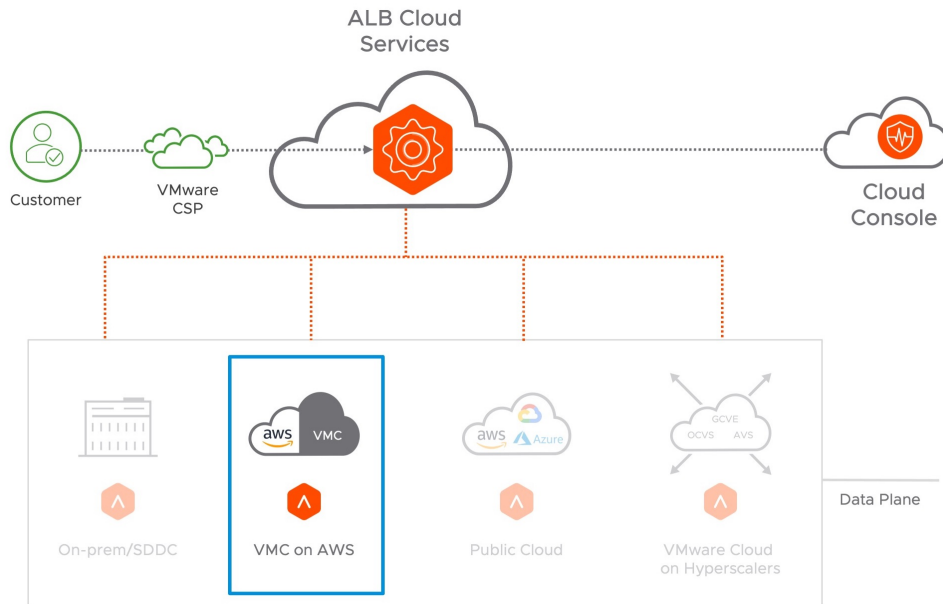 ALB Cloud
Services
Customer
VMware
CSP
Cloud
Console
aws
VMC
aws
Azure
GCVE
OCVS
AVS
Data Plane
On-prem/SDDC
VMC on AWS
Public Cloud
VMware Cloud
on Hyperscalers